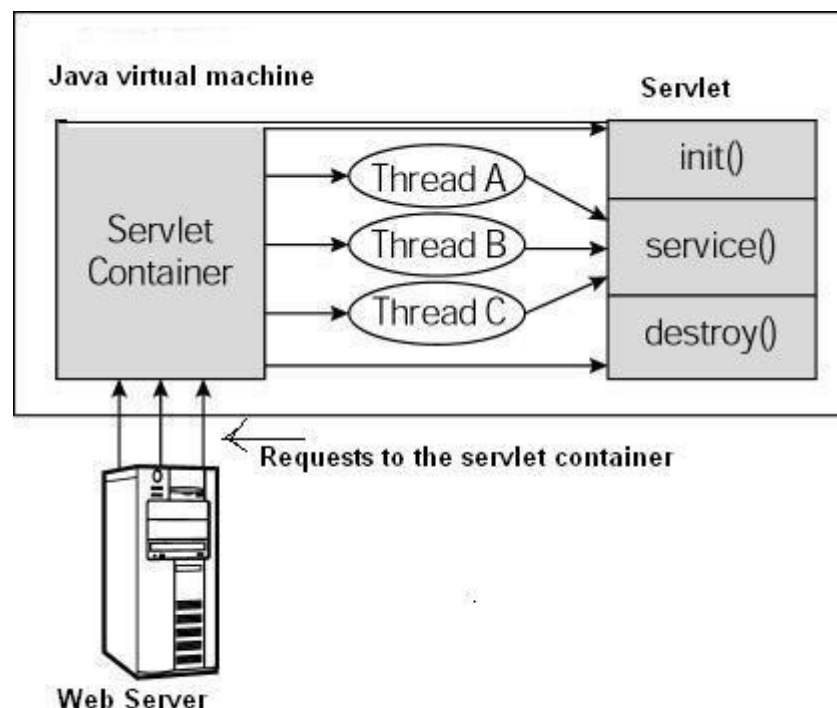 Java virtual machine
Servlet
Servlet
Container
Thread A
Thread B
Thread C
init()
service()
destroy()
Requests to the servlet container
Web Server